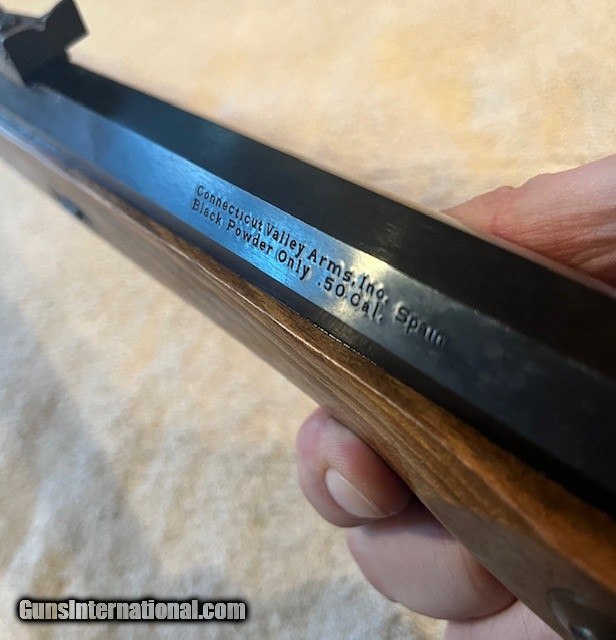 Connecticut Valley Arms, Inc. Spain
Black Powder Only .50 Cal.
GunsInternational.com